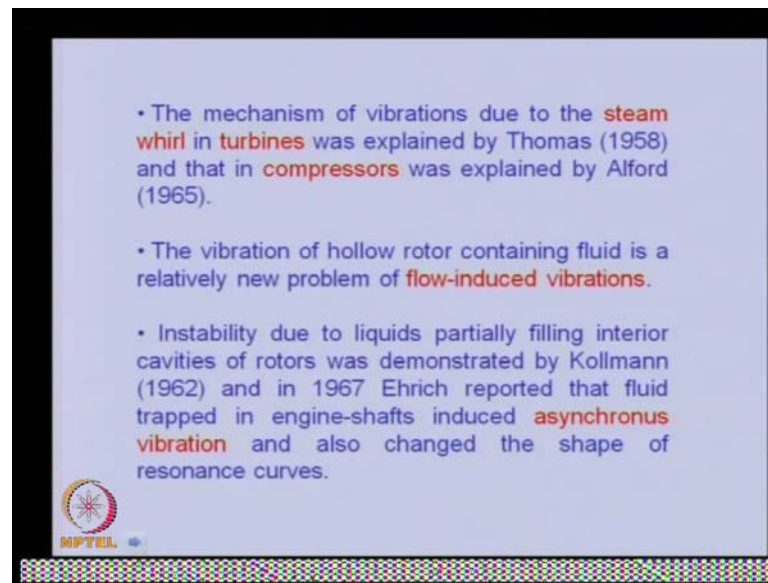 • The mechanism of vibrations due to the steam
whirl in turbines was explained by Thomas (1958)
and that in compressors was explained by Alford
(1965).
• The vibration of hollow rotor containing fluid is a
relatively new problem of flow-induced vibrations.
• Instability due to liquids partially filling interior
cavities of rotors was demonstrated by Kollmann
(1962) and in 1967 Ehrich reported that fluid
trapped in engine-shafts induced asynchronus
vibration and also changed the shape of
resonance curves.
NPTEL